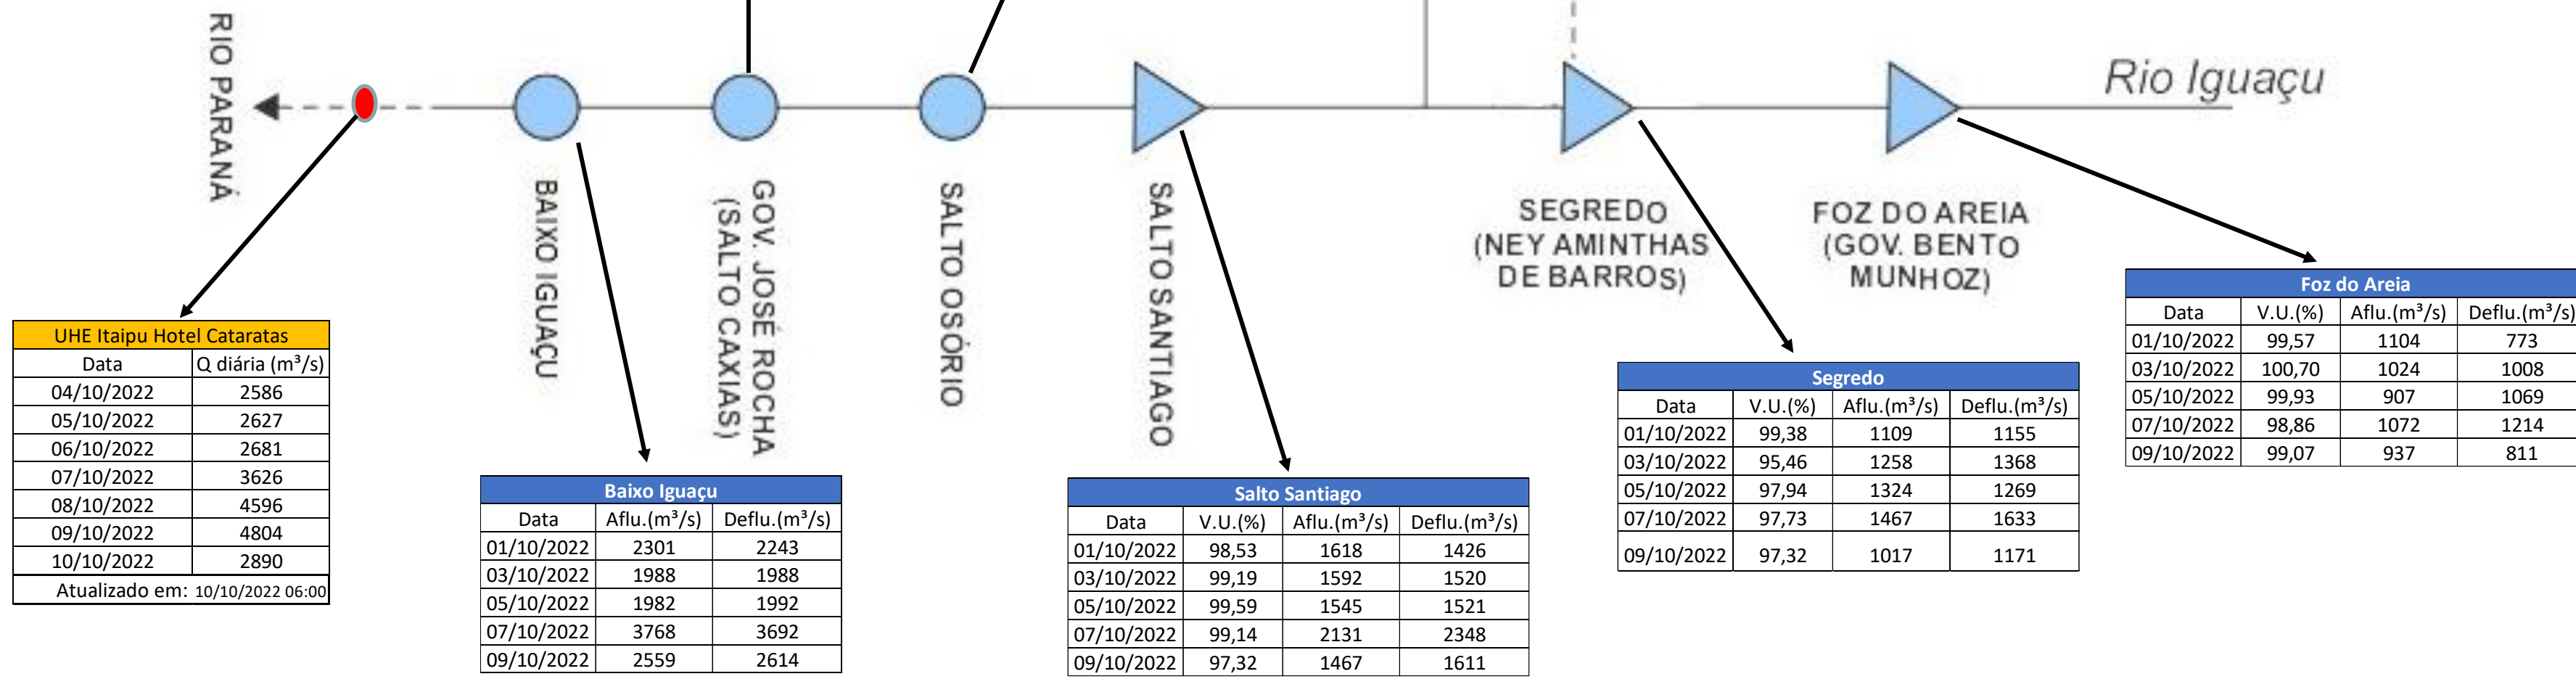 RIO PARANÁ
Rio Iguaçu
BAIXO IGUAÇU
GOV. JOSÉ ROCHA
(SALTO CAXIAS)
SALTO OSÓRIO
SALTO SANTIAGO
SEGREDO
(NEY AMINTHAS
DE BARROS)
FOZ DO AREIA
(GOV. BENTO
MUNHOZ)
UHE Itaipu Hotel Cataratas
Data Q diária (m³/s)
04/10/2022 2586
05/10/2022 2627
06/10/2022 2681
07/10/2022 3626
08/10/2022 4596
09/10/2022 4804
10/10/2022 2890
Atualizado em: 10/10/2022 06:00
Baixo Iguaçu
Data Aflu.(m³/s) Deflu.(m³/s)
01/10/2022 2301 2243
03/10/2022 1988 1988
05/10/2022 1982 1992
07/10/2022 3768 3692
09/10/2022 2559 2614
Salto Santiago
Data V.U.(%) Aflu.(m³/s) Deflu.(m³/s)
01/10/2022 98,53 1618 1426
03/10/2022 99,19 1592 1520
05/10/2022 99,59 1545 1521
07/10/2022 99,14 2131 2348
09/10/2022 97,32 1467 1611
Segredo
Data V.U.(%) Aflu.(m³/s) Deflu.(m³/s)
01/10/2022 99,38 1109 1155
03/10/2022 95,46 1258 1368
05/10/2022 97,94 1324 1269
07/10/2022 97,73 1467 1633
09/10/2022 97,32 1017 1171
Foz do Areia
Data V.U.(%) Aflu.(m³/s) Deflu.(m³/s)
01/10/2022 99,57 1104 773
03/10/2022 100,70 1024 1008
05/10/2022 99,93 907 1069
07/10/2022 98,86 1072 1214
09/10/2022 99,07 937 811